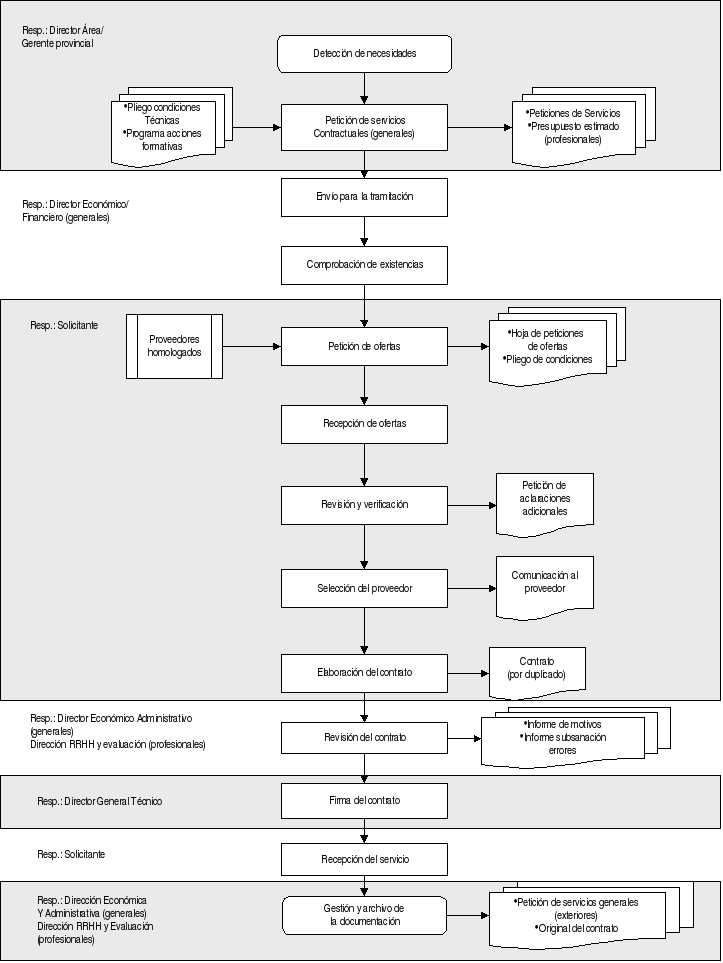 Resp.: Director Área/
Gerente provincial
Detección de necesidades
•Pliego condiciones
Técnicas
•Programa acciones
formativas
Petición de servicios
Contractuales (generales)
•Peticiones de Servicios
•Presupuesto estimado
(profesionales)
Resp.: Director Económico/
Financiero (generales)
Envío para la tramitación
Comprobación de existencias
Resp.: Solicitante
Proveedores
homologados
Petición de ofertas
•Hoja de peticiones
de ofertas
•Pliego de condiciones
Recepción de ofertas
Revisión y verificación
Petición de
aclaraciones
adicionales
Selección del proveedor
Comunicación al
proveedor
Elaboración del contrato
Contrato
(por duplicado)
Resp.: Director Económico Administrativo
(generales)
Dirección RRHH y evaluación (profesionales)
Revisión del contrato
•Informe de motivos
•Informe subsanación
errores
Resp.: Director General Técnico
Firma del contrato
Resp.: Solicitante
Recepción del servicio
Resp.: Dirección Económica
Y Administrativa (generales)
Dirección RRHH y Evaluación
(profesionales)
Gestión y archivo de
la documentación
•Petición de servicios generales
(exteriores)
•Original del contrato